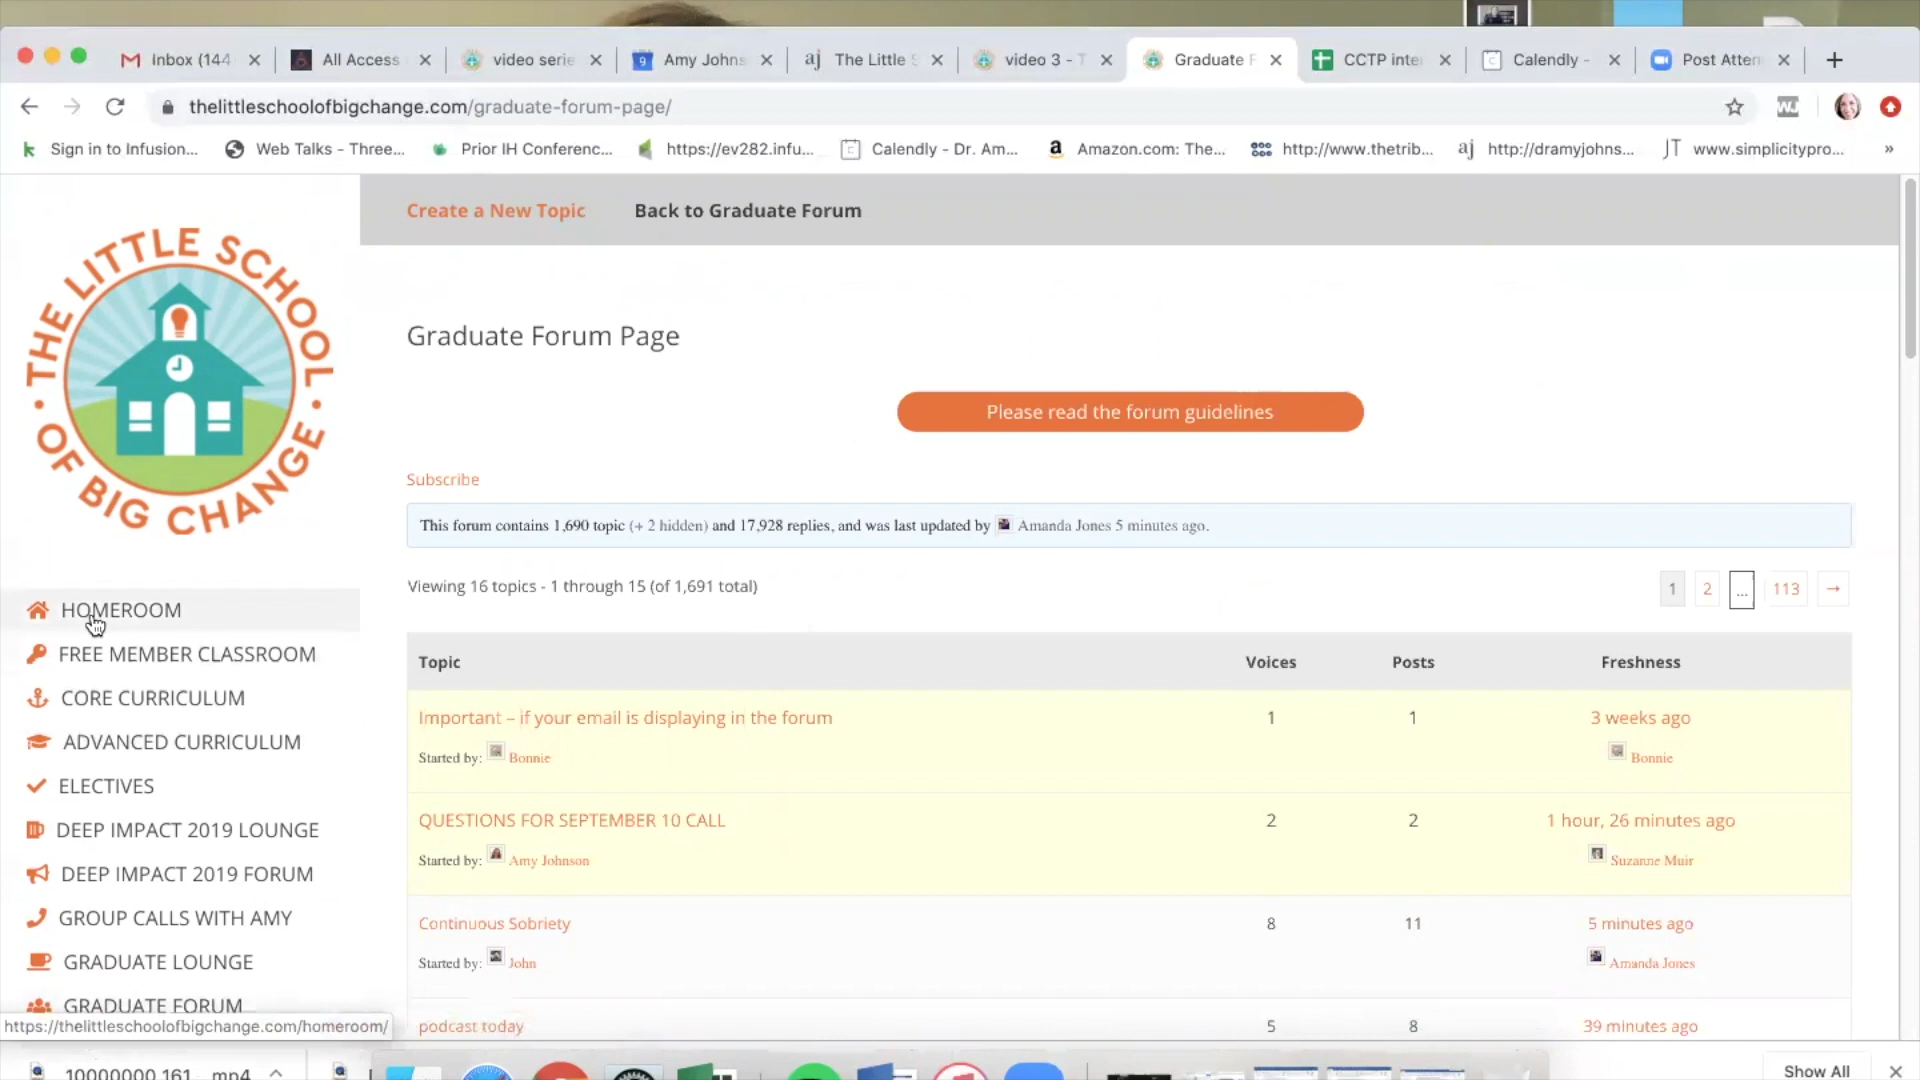 Inbox (144
All Access
video serie
Amy Johns
The Little S
video 3 - T
Graduate F
CCTP inte
Calendly -
Post Atten
thelittleschoolofbigchange.com/graduate-forum-page/
Sign in to Infusion...
Web Talks - Three...
Prior IH Conferenc...
https://ev282.infu...
Calendly - Dr. Am...
Amazon.com: The...
http://www.thetrib...
http://dramyjohns...
www.simplicitypro...
»
Create a New Topic
Back to Graduate Forum
THE LITTLE SCHOOL
OF BIG CHANGE
Graduate Forum Page
Please read the forum guidelines
Subscribe
This forum contains 1,690 topic (+ 2 hidden) and 17,928 replies, and was last updated by Amanda Jones 5 minutes ago.
Viewing 16 topics - 1 through 15 (of 1,691 total)
1 2 ... 113 →
HOMEROOM
FREE MEMBER CLASSROOM
CORE CURRICULUM
ADVANCED CURRICULUM
ELECTIVES
DEEP IMPACT 2019 LOUNGE
DEEP IMPACT 2019 FORUM
GROUP CALLS WITH AMY
GRADUATE LOUNGE
GRADUATE FORUM
Topic Voices Posts Freshness
Important – if your email is displaying in the forum 1 1 3 weeks ago
Started by: Bonnie Bonnie
QUESTIONS FOR SEPTEMBER 10 CALL 2 2 1 hour, 26 minutes ago
Started by: Amy Johnson Suzanne Muir
Continuous Sobriety 8 11 5 minutes ago
Started by: John Amanda Jones
podcast today 5 8 39 minutes ago
https://thelittleschoolofbigchange.com/homeroom/
10000000_161....mp4
Show All